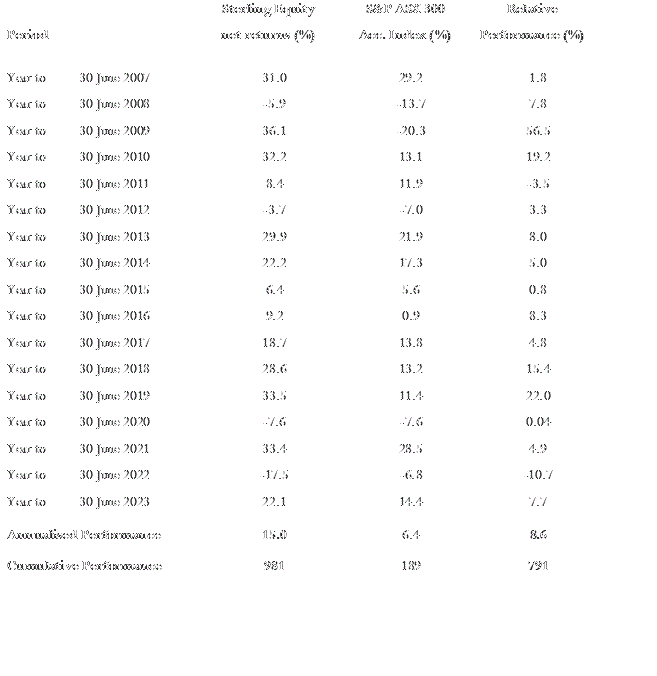 Sterling Equity S&P ASX 300 Relative
Period net returns (%) Acc. Index (%) Performance (%)
Year to 30 June 2007 31.0 29.2 1.8
Year to 30 June 2008 -5.9 -13.7 7.8
Year to 30 June 2009 36.1 -20.3 56.5
Year to 30 June 2010 32.2 13.1 19.2
Year to 30 June 2011 8.4 11.9 -3.5
Year to 30 June 2012 -3.7 -7.0 3.3
Year to 30 June 2013 29.9 21.9 8.0
Year to 30 June 2014 22.2 17.3 5.0
Year to 30 June 2015 6.4 5.6 0.8
Year to 30 June 2016 9.2 0.9 8.3
Year to 30 June 2017 18.7 13.8 4.8
Year to 30 June 2018 28.6 13.2 15.4
Year to 30 June 2019 33.5 11.4 22.0
Year to 30 June 2020 -7.6 -7.6 0.04
Year to 30 June 2021 33.4 28.5 4.9
Year to 30 June 2022 -17.5 -6.8 -10.7
Year to 30 June 2023 22.1 14.4 7.7
Annualised Performance 15.0 6.4 8.6
Cumulative Performance 981 189 791